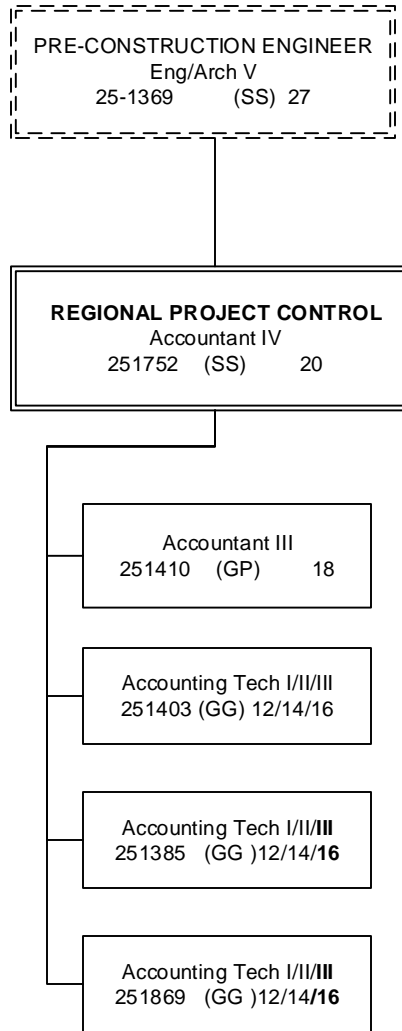 PRE-CONSTRUCTION ENGINEER
Eng/Arch V
25-1369 (SS) 27
REGIONAL PROJECT CONTROL
Accountant IV
251752 (SS) 20
Accountant III
251410 (GP) 18
Accounting Tech I/II/III
251403 (GG) 12/14/16
Accounting Tech I/II/III
251385 (GG )12/14/16
Accounting Tech I/II/III
251869 (GG )12/14/16